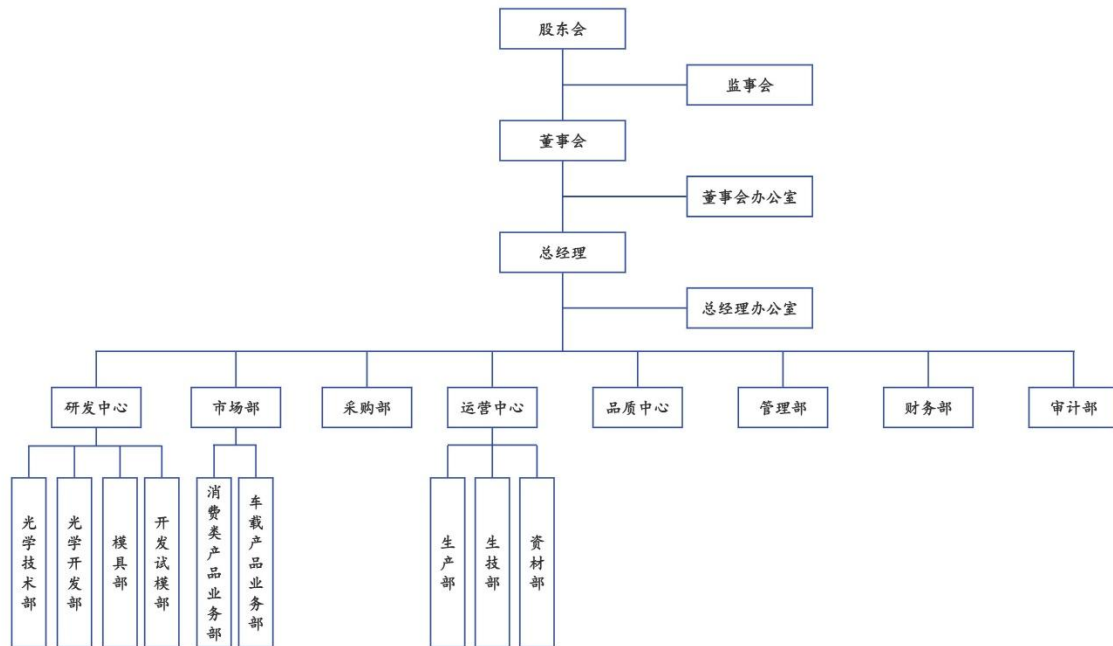 股东会
监事会
董事会
董事会办公室
总经理
总经理办公室
研发中心
市场部
采购部
运营中心
品质中心
管理部
财务部
审计部
光学技术部
光学开发部
模具部
开发试模部
消费类产品业务部
车载产品业务部
生产部
生技部
资材部